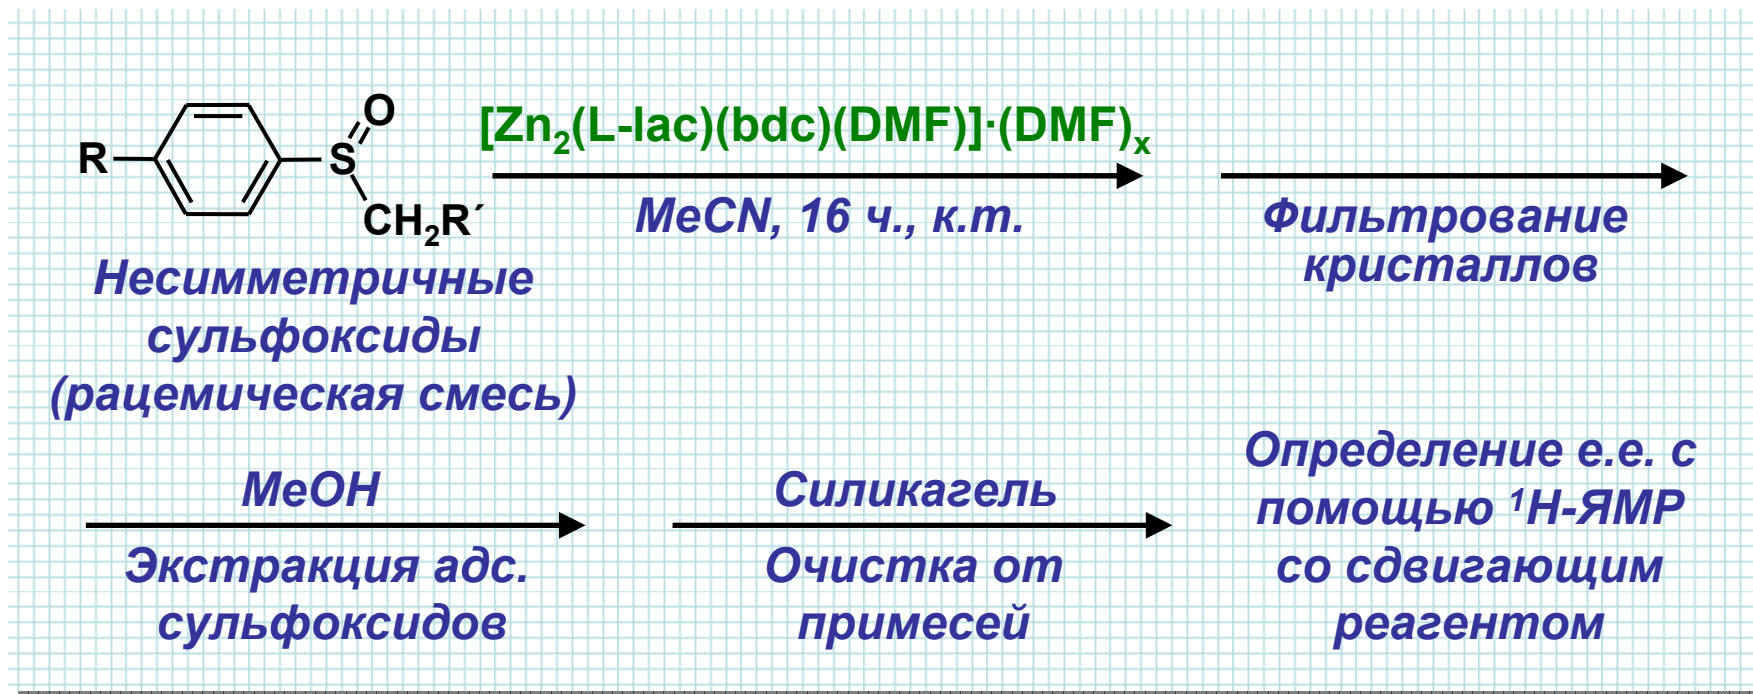 O
R
S
CH₂R´
[Zn₂(L-lac)(bdc)(DMF)]·(DMF)ₓ
MeCN, 16 ч., к.т.
Фильтрование
кристаллов
Несимметричные
сульфоксиды
(рацемическая смесь)
MeOH
Экстракция адс.
сульфоксидов
Силикагель
Очистка от
примесей
Определение е.е. с
помощью ¹Н-ЯМР
со сдвигающим
реагентом